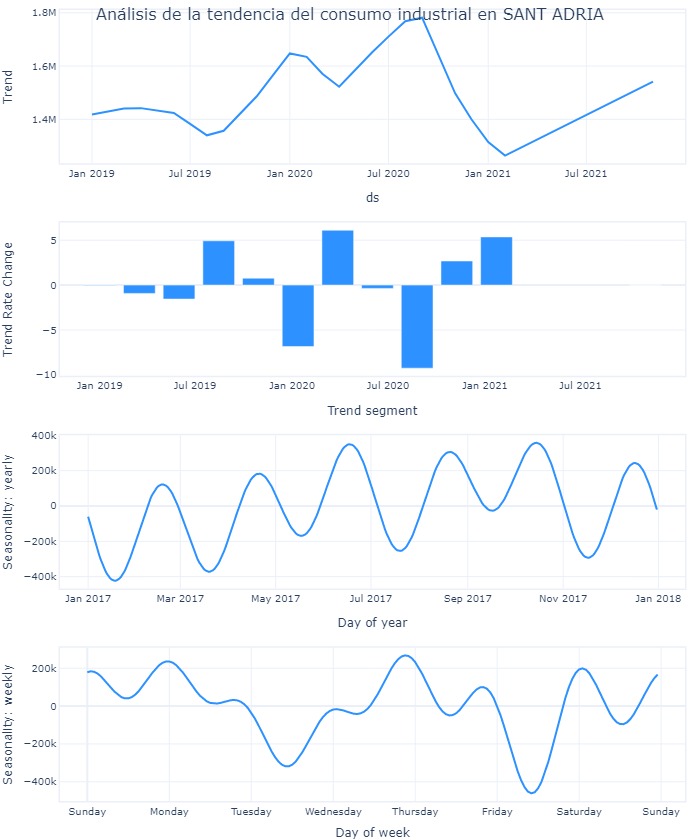 Análisis de la tendencia del consumo industrial en SANT ADRIA
Trend
1.8M
1.6M
1.4M
Jan 2019 Jul 2019 Jan 2020 Jul 2020 Jan 2021 Jul 2021
ds
Trend Rate Change
5
0
−5
−10
Jan 2019 Jul 2019 Jan 2020 Jul 2020 Jan 2021 Jul 2021
Trend segment
Seasonality: yearly
400k
200k
0
−200k
−400k
Jan 2017 Mar 2017 May 2017 Jul 2017 Sep 2017 Nov 2017 Jan 2018
Day of year
Seasonality: weekly
200k
0
−200k
−400k
Sunday Monday Tuesday Wednesday Thursday Friday Saturday Sunday
Day of week